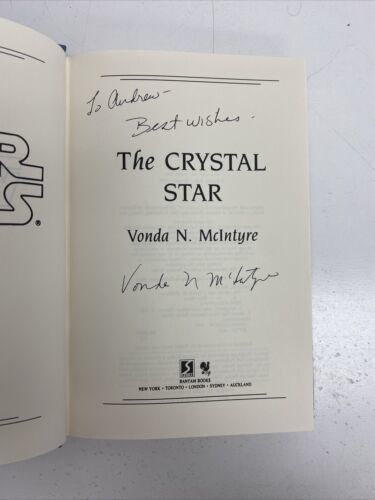 To Andrew-
Best wishes.
The CRYSTAL
STAR
Vonda N. McIntyre
Vonda N McIntyre
S
BANTAM BOOKS
NEW YORK • TORONTO • LONDON • SYDNEY • AUCKLAND
®